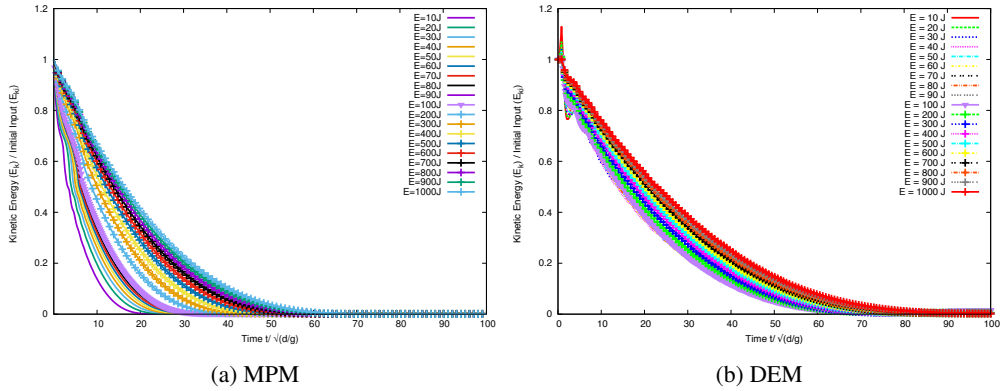 1.2
1
0.8
0.6
0.4
0.2
0
10 20 30 40 50 60 70 80 90 100
Kinetic Energy (Ek) / Initial Input (Eki)
Time t/ √(d/g)
E=10J
E=20J
E=30J
E=40J
E=50J
E=60J
E=70J
E=80J
E=90J
E=100J
E=200J
E=300J
E=400J
E=500J
E=600J
E=700J
E=800J
E=900J
E=1000J
(a) MPM
1.2
1
0.8
0.6
0.4
0.2
0
0 10 20 30 40 50 60 70 80 90 100
Kinetic Energy (Ek) / Initial Input (Eki)
Time t/ √(d/g)
E = 10 J
E = 20 J
E = 30 J
E = 40 J
E = 50 J
E = 60 J
E = 70 J
E = 80 J
E = 90 J
E = 100 J
E = 200 J
E = 300 J
E = 400 J
E = 500 J
E = 600 J
E = 700 J
E = 800 J
E = 900 J
E = 1000 J
(b) DEM